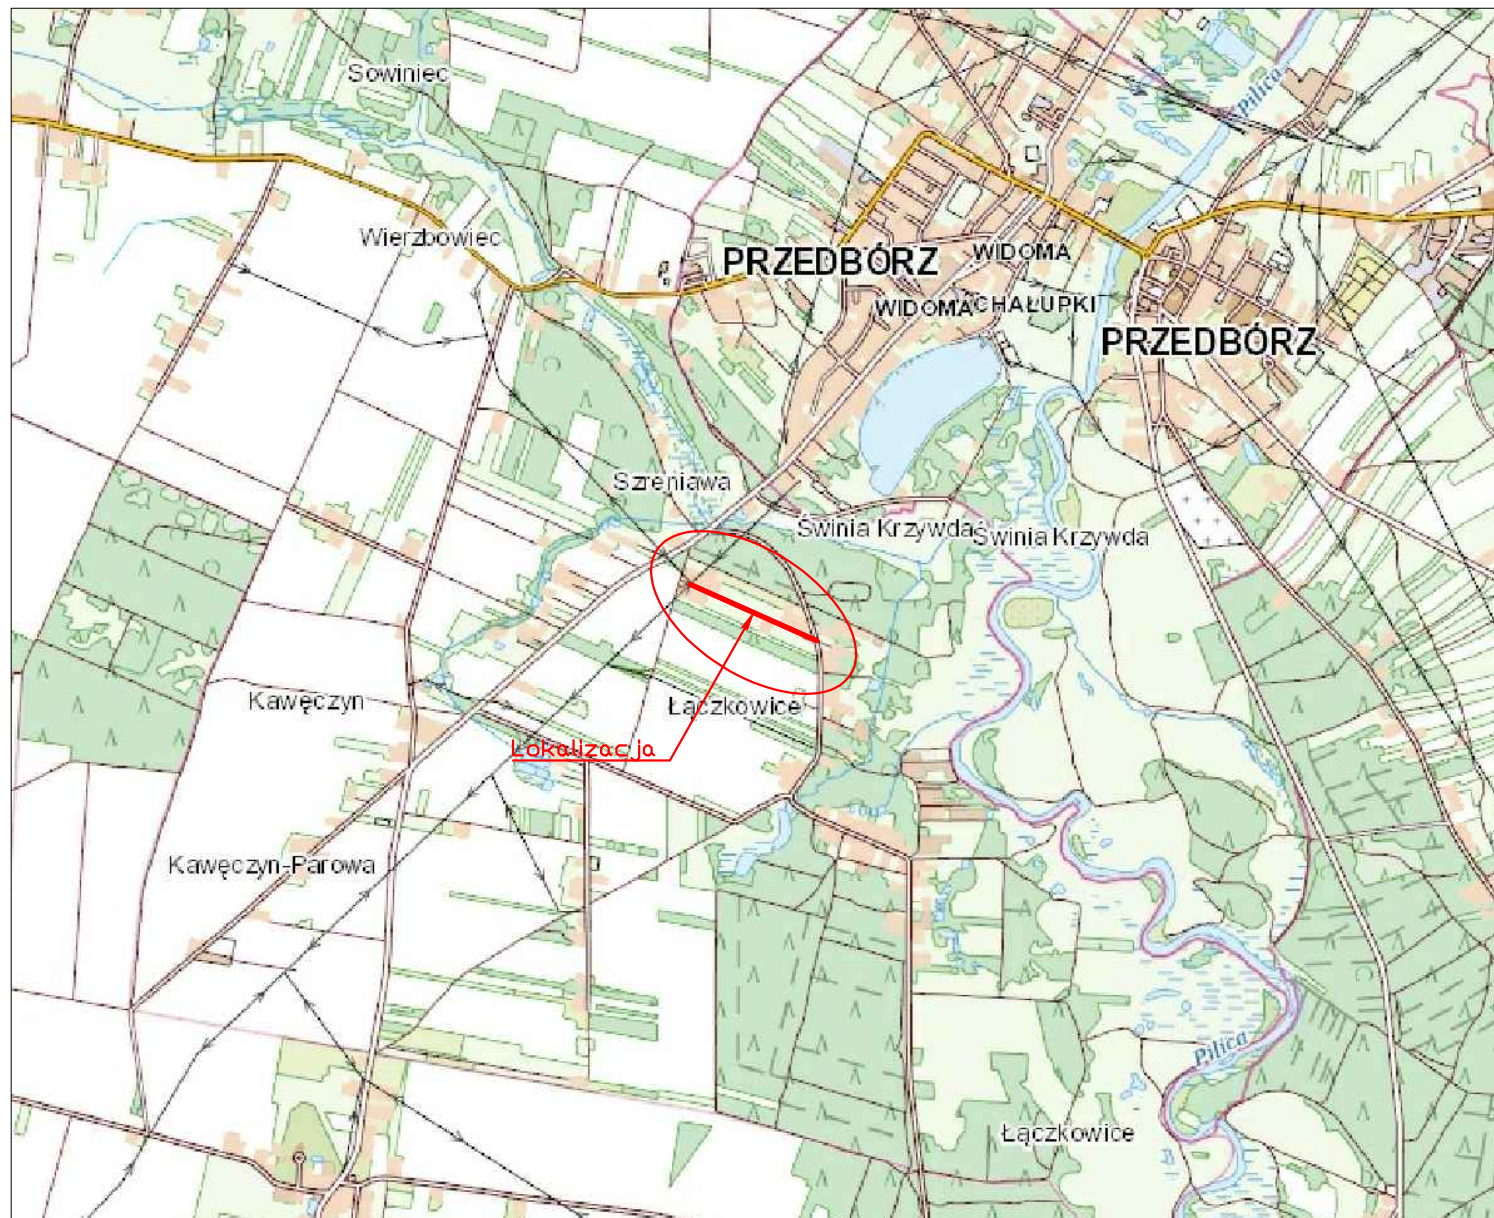 Sowiniec
Pilica
Wierzbowiec
PRZEDBÓRZ
WIDOMA
WIDOMA
CHAŁUPKI
PRZEDBÓRZ
Szreniawa
Świnia Krzywda
Świnia Krzywda
Kawęczyn
Łączkowice
Lokalizacja
Kawęczyn-Parowa
Pilica
Łączkowice